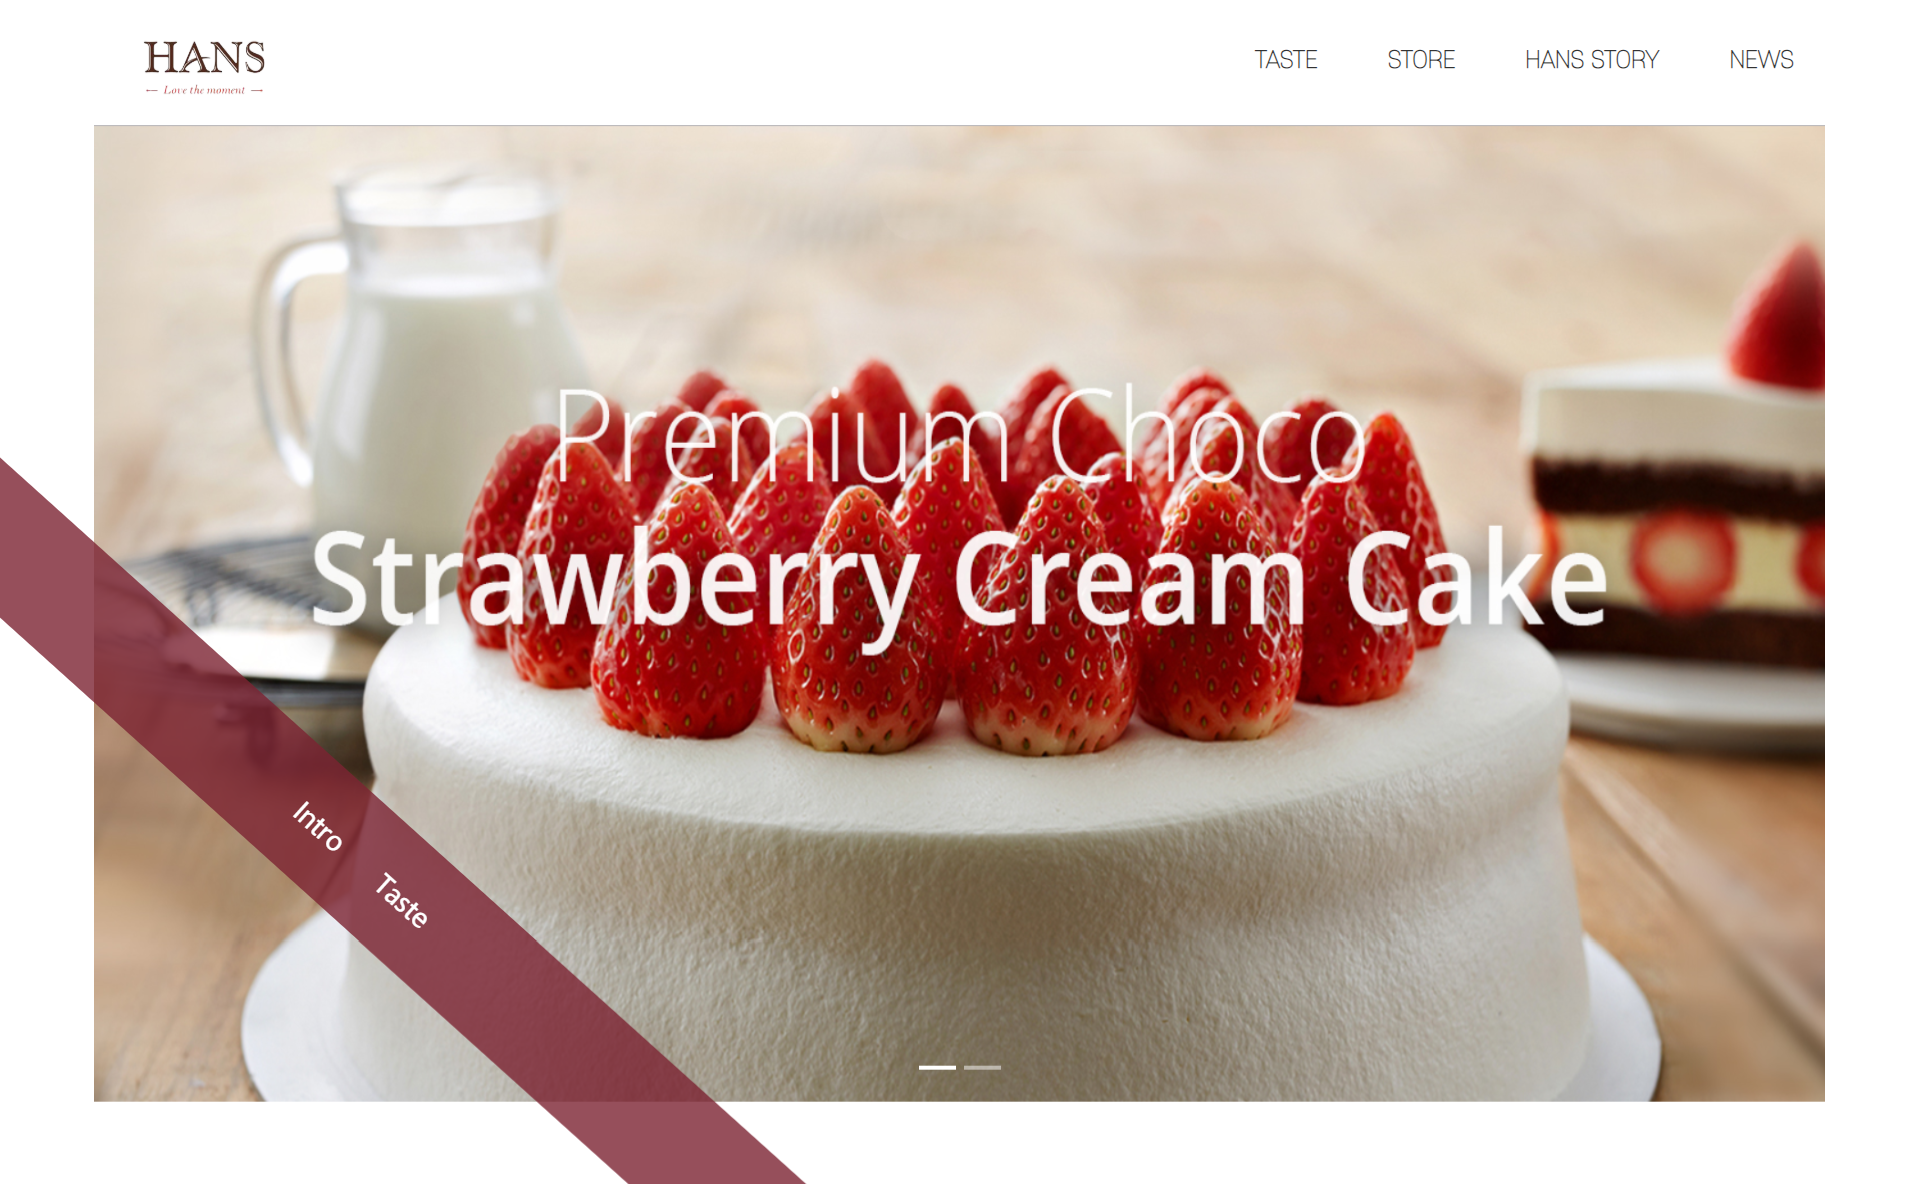 HANS
Love the moment
TASTE STORE HANS STORY NEWS
Premium Choco
Strawberry Cream Cake
Intro
Taste